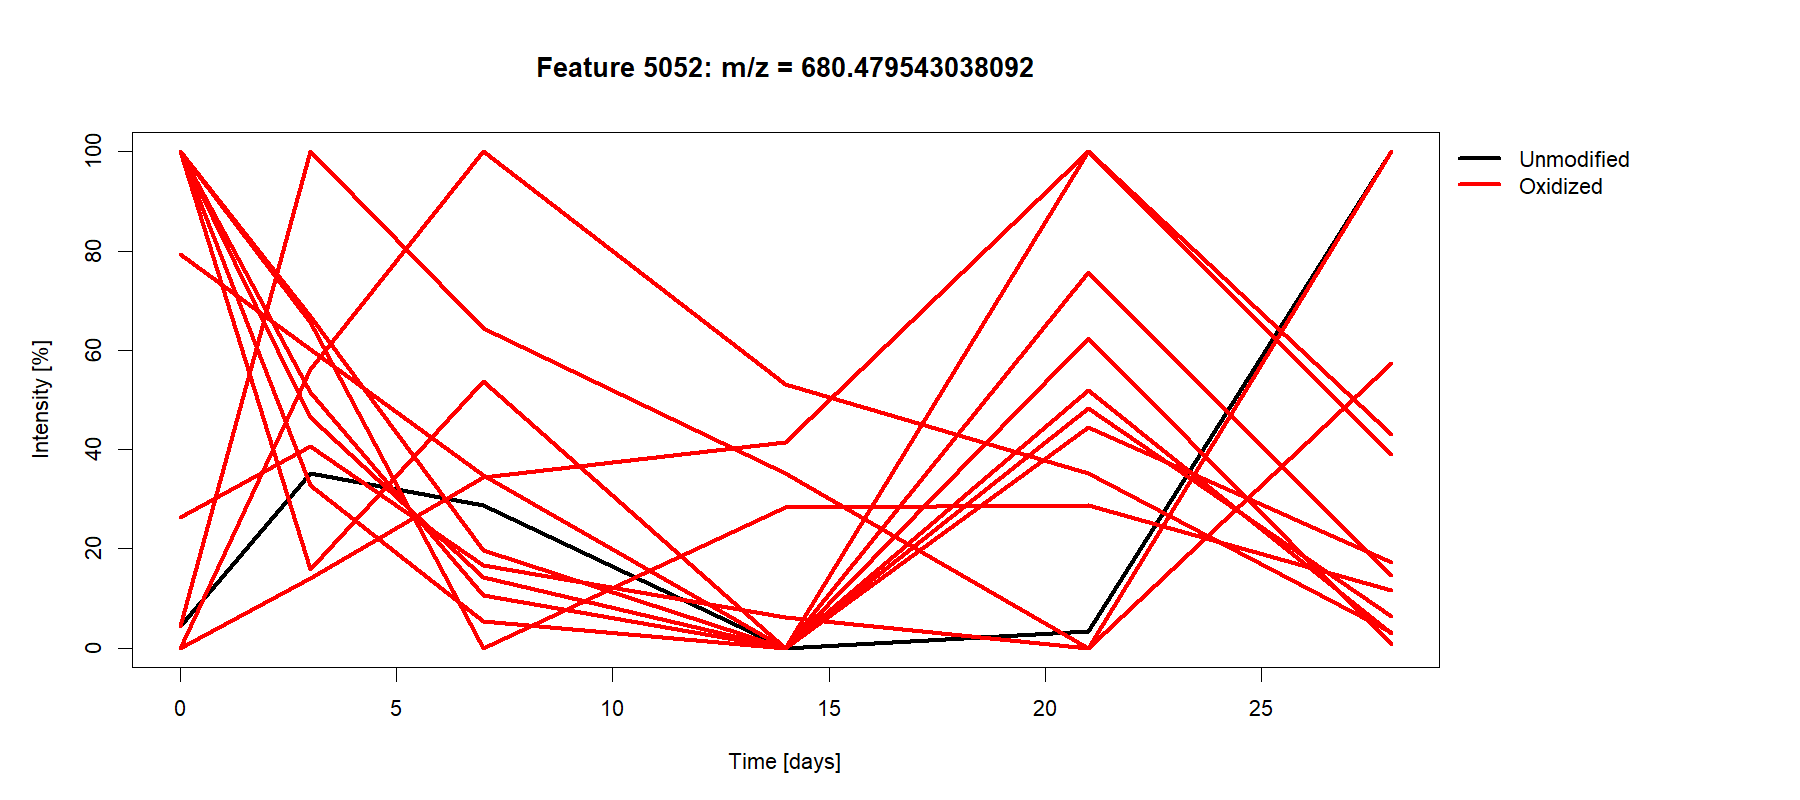 Feature 5052: m/z = 680.479543038092
Unmodified
Oxidized
Intensity [%]
100
80
60
40
20
0
0 5 10 15 20 25
Time [days]